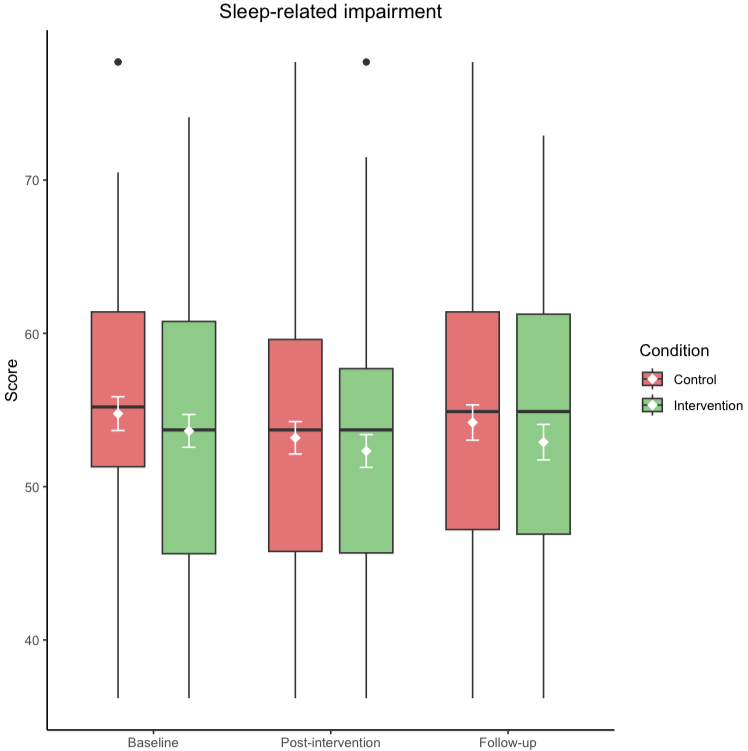 Sleep-related impairment
Score
70
60
50
40
Baseline
Post-intervention
Follow-up
Condition
Control
Intervention